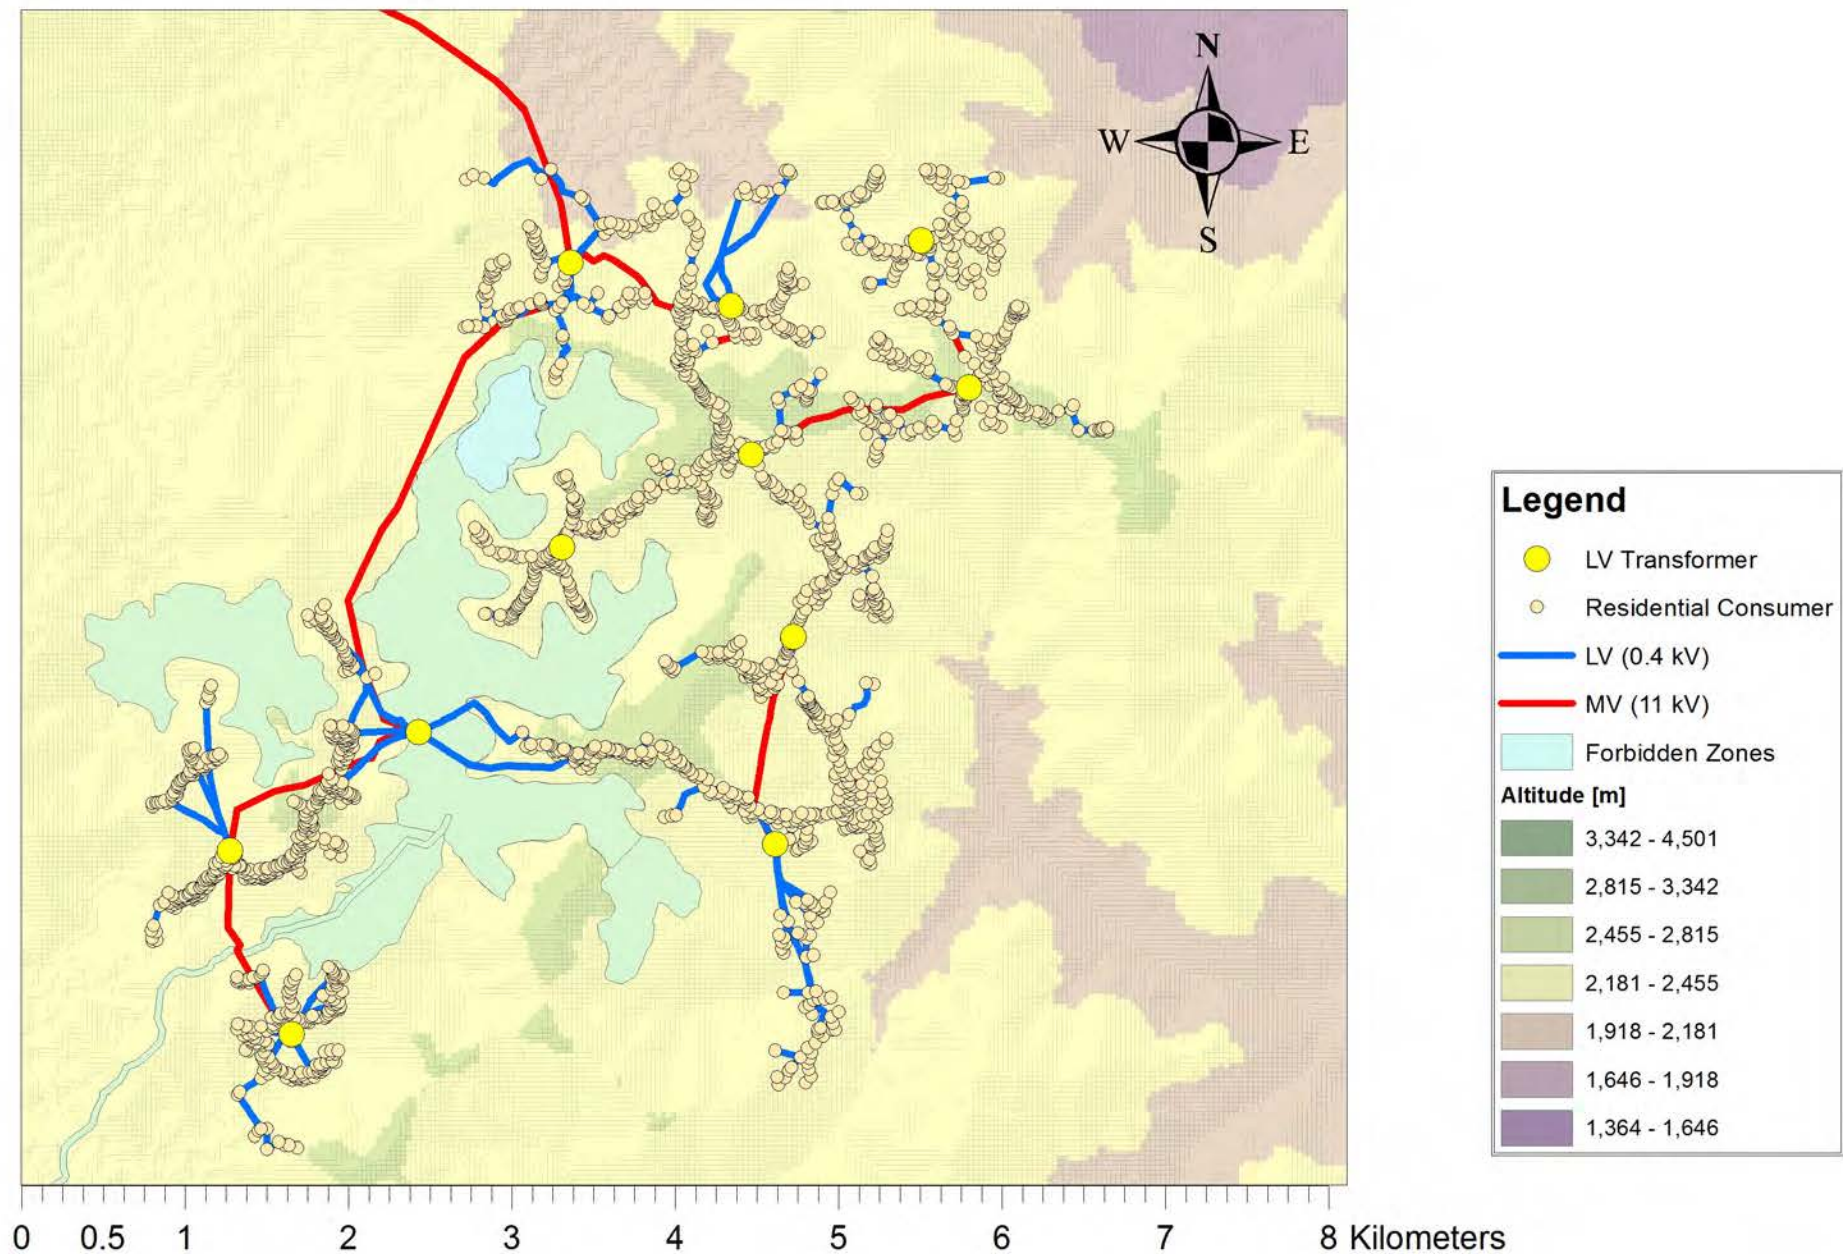 N
W E
S
Legend
LV Transformer
Residential Consumer
LV (0.4 kV)
MV (11 kV)
Forbidden Zones
Altitude [m]
3,342 - 4,501
2,815 - 3,342
2,455 - 2,815
2,181 - 2,455
1,918 - 2,181
1,646 - 1,918
1,364 - 1,646
0 0.5 1 2 3 4 5 6 7 8 Kilometers